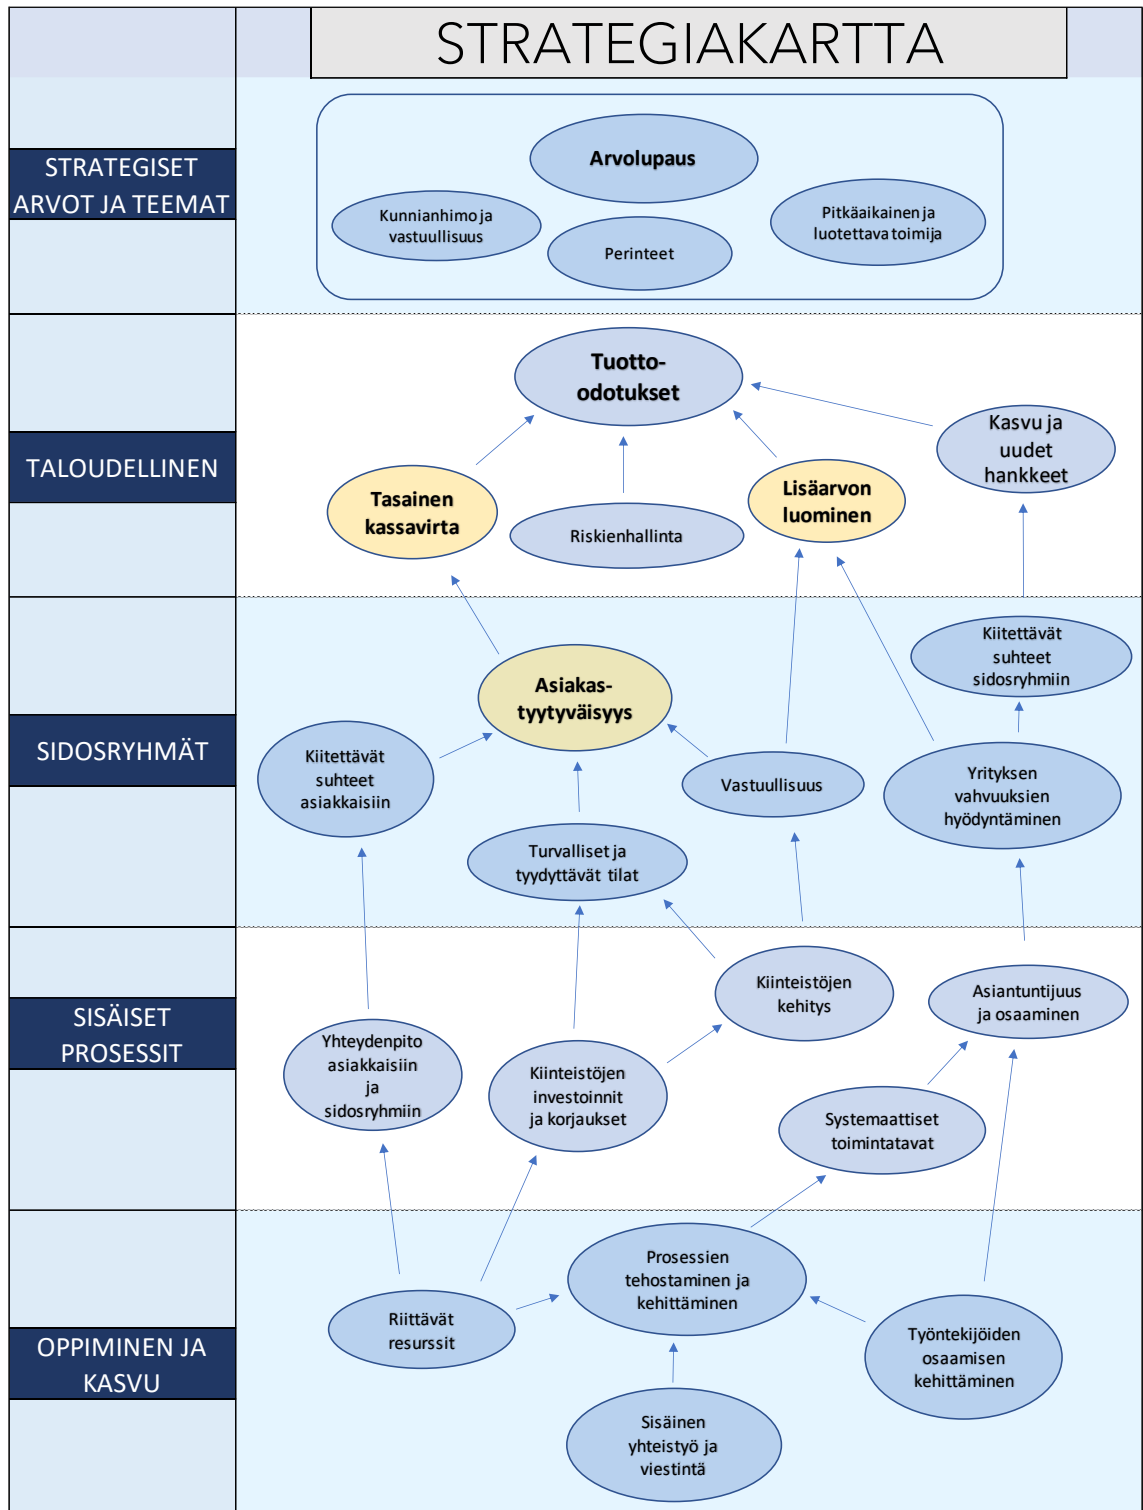 STRATEGIAKARTTA
STRATEGISET
ARVOT JA TEEMAT
Arvolupaus
Kunnianhimo ja
vastuullisuus
Perinteet
Pitkäaikainen ja
luotettava toimija
TALOUDELLINEN
Tuotto-
odotukset
Kasvu ja
uudet
hankkeet
Tasainen
kassavirta
Riskienhallinta
Lisäarvon
luominen
SIDOSRYHMÄT
Kiitettävät
suhteet
sidosryhmiin
Asiakas-
tyytyväisyys
Kiitettävät
suhteet
asiakkaisiin
Vastuullisuus
Yrityksen
vahvuuksien
hyödyntäminen
Turvalliset ja
tyydyttävät tilat
SISÄISET
PROSESSIT
Kiinteistöjen
kehitys
Asiantuntijuus
ja osaaminen
Yhteydenpito
asiakkaisiin
ja
sidosryhmiin
Kiinteistöjen
investoinnit
ja korjaukset
Systemaattiset
toimintatavat
OPPIMINEN JA
KASVU
Prosessien
tehostaminen ja
kehittäminen
Riittävät
resurssit
Työntekijöiden
osaamisen
kehittäminen
Sisäinen
yhteistyö ja
viestintä